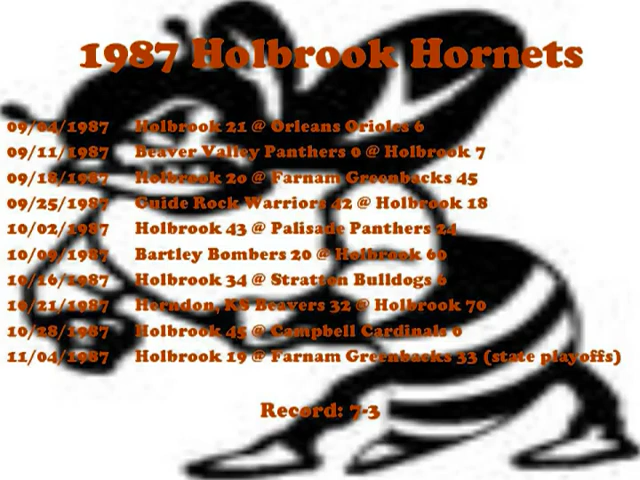 1987 Holbrook Hornets
09/04/1987 Holbrook 21 @ Orleans Orioles 6
09/11/1987 Beaver Valley Panthers 0 @ Holbrook 7
09/18/1987 Holbrook 20 @ Farnam Greenbacks 45
09/25/1987 Guide Rock Warriors 42 @ Holbrook 18
10/02/1987 Holbrook 43 @ Palisade Panthers 24
10/09/1987 Bartley Bombers 20 @ Holbrook 60
10/16/1987 Holbrook 34 @ Stratton Bulldogs 6
10/21/1987 Herndon, KS Beavers 32 @ Holbrook 70
10/28/1987 Holbrook 45 @ Campbell Cardinals 0
11/04/1987 Holbrook 19 @ Farnam Greenbacks 33 (state playoffs)
Record: 7-3